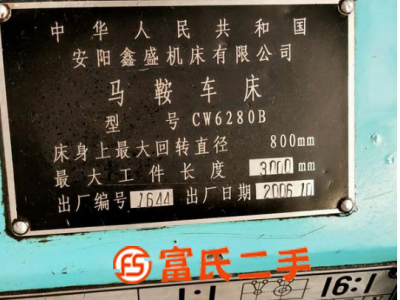 中华人民共和国
安阳鑫盛机床有限公司
马鞍车床
型号 CW6280B
床身上最大回转直径 800mm
最大工件长度 3000mm
出厂编号 1644 出厂日期 2006.10
富氏二手
1:1 16:1